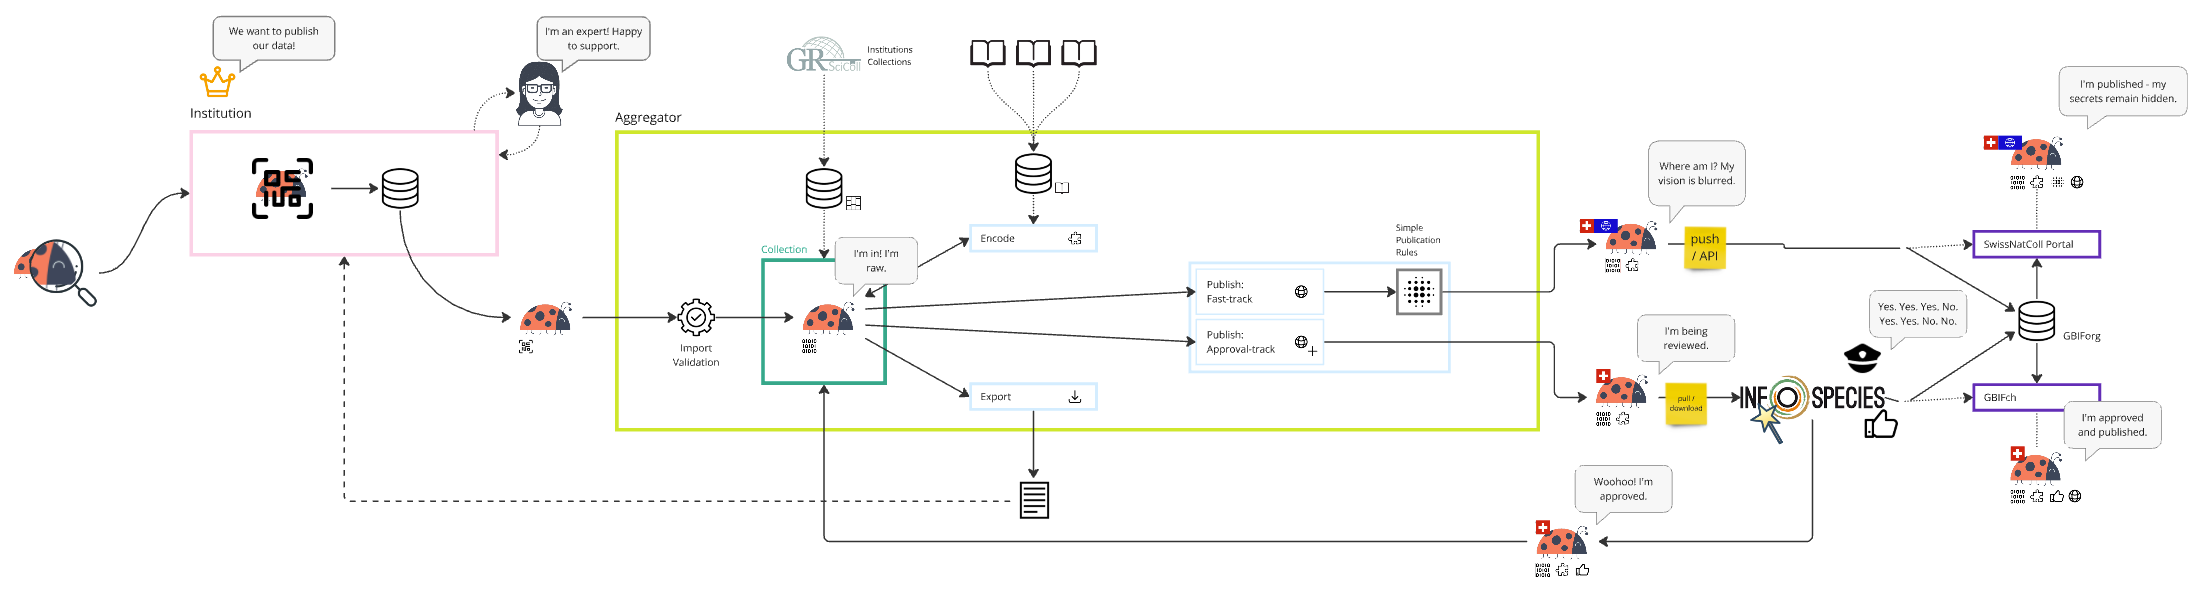 We want to publish
our data!
I'm an expert! Happy
to support.
Institution
GR
SciColl
Institutions
Collections
Aggregator
Collection
I'm in! I'm
raw.
Encode
Import
Validation
Export
Publish:
Fast-track
Publish:
Approval-track
Simple
Publication
Rules
Where am I? My
vision is blurred.
push
/ API
I'm being
reviewed.
pull /
download
INFO SPECIES
Yes. Yes. Yes. No.
Yes. Yes. No. No.
I'm published - my
secrets remain hidden.
SwissNatColl Portal
GBIForg
GBIFch
I'm approved
and published.
Woohoo! I'm
approved.